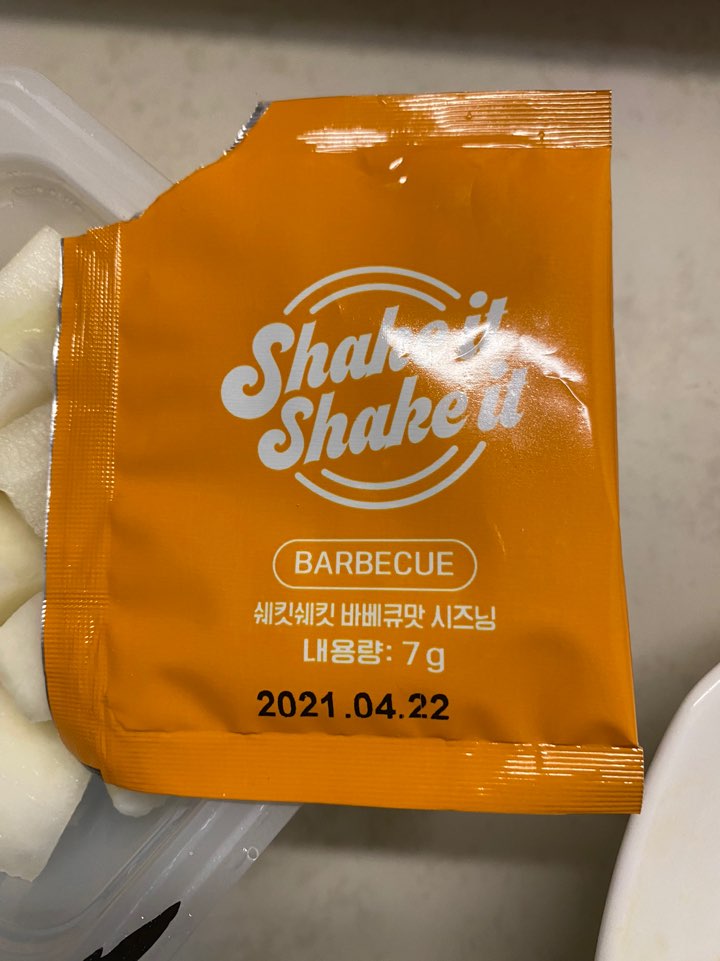 Shake it
Shake it
BARBECUE
쉐킷쉐킷 바베큐맛 시즈닝
내용량: 7g
2021.04.22